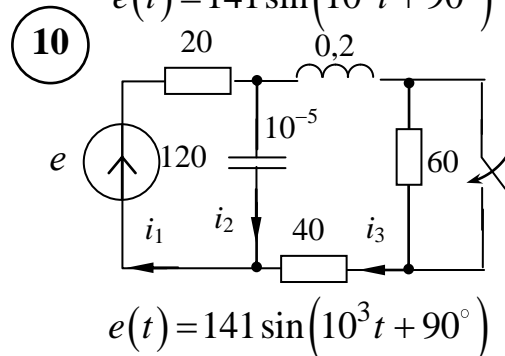 e(t) = 141 sin(10³t + 90°)
10
20
0,2
10⁻⁵
e
120
60
i₁
i₂
40
i₃
e(t) = 141 sin(10³t + 90°)